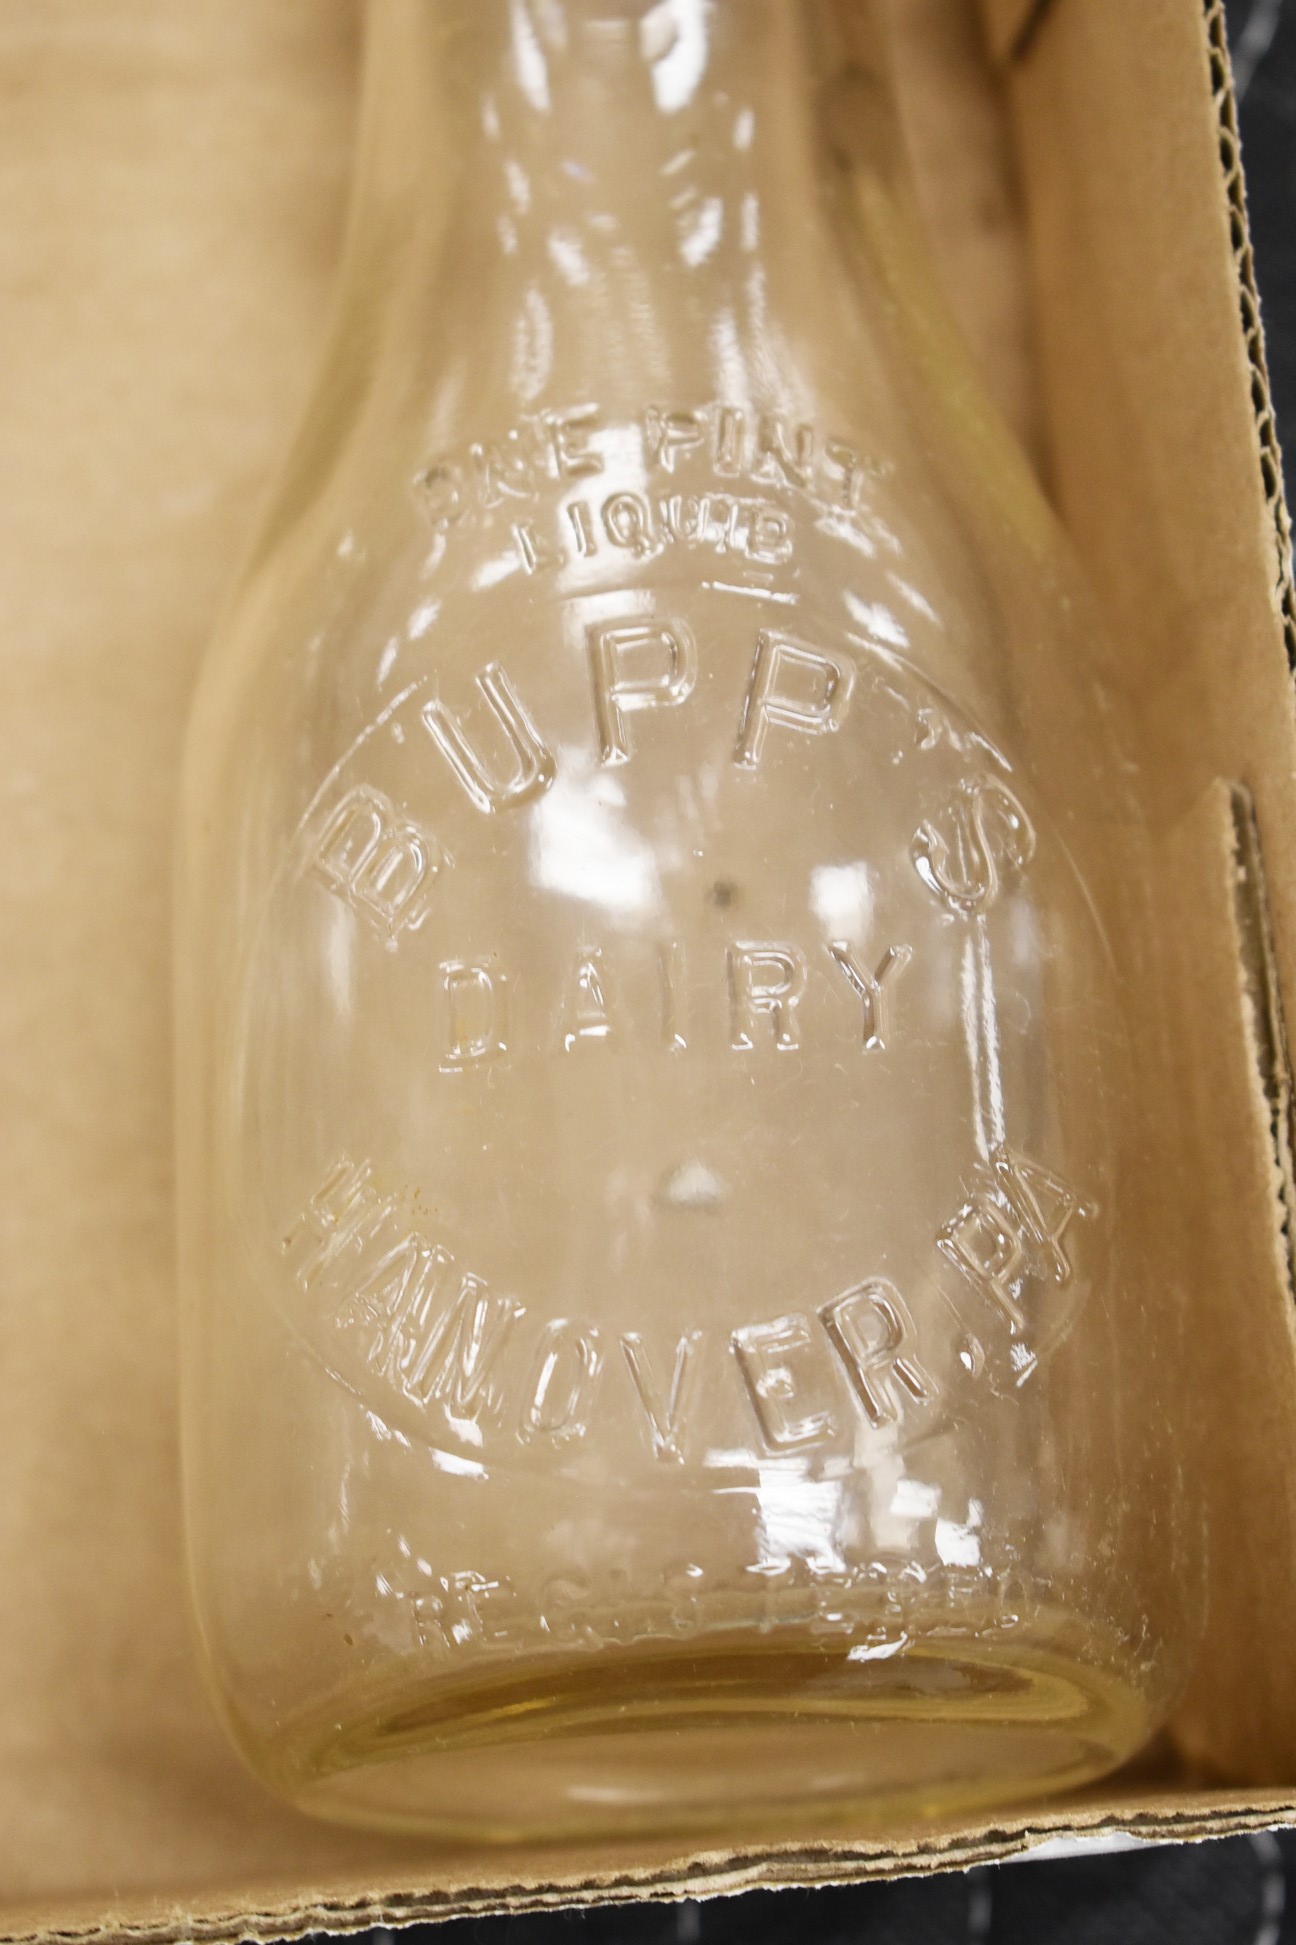 ONE PINT
LIQUID
BUPP'S
DAIRY
HANOVER, PA.
REGISTERED